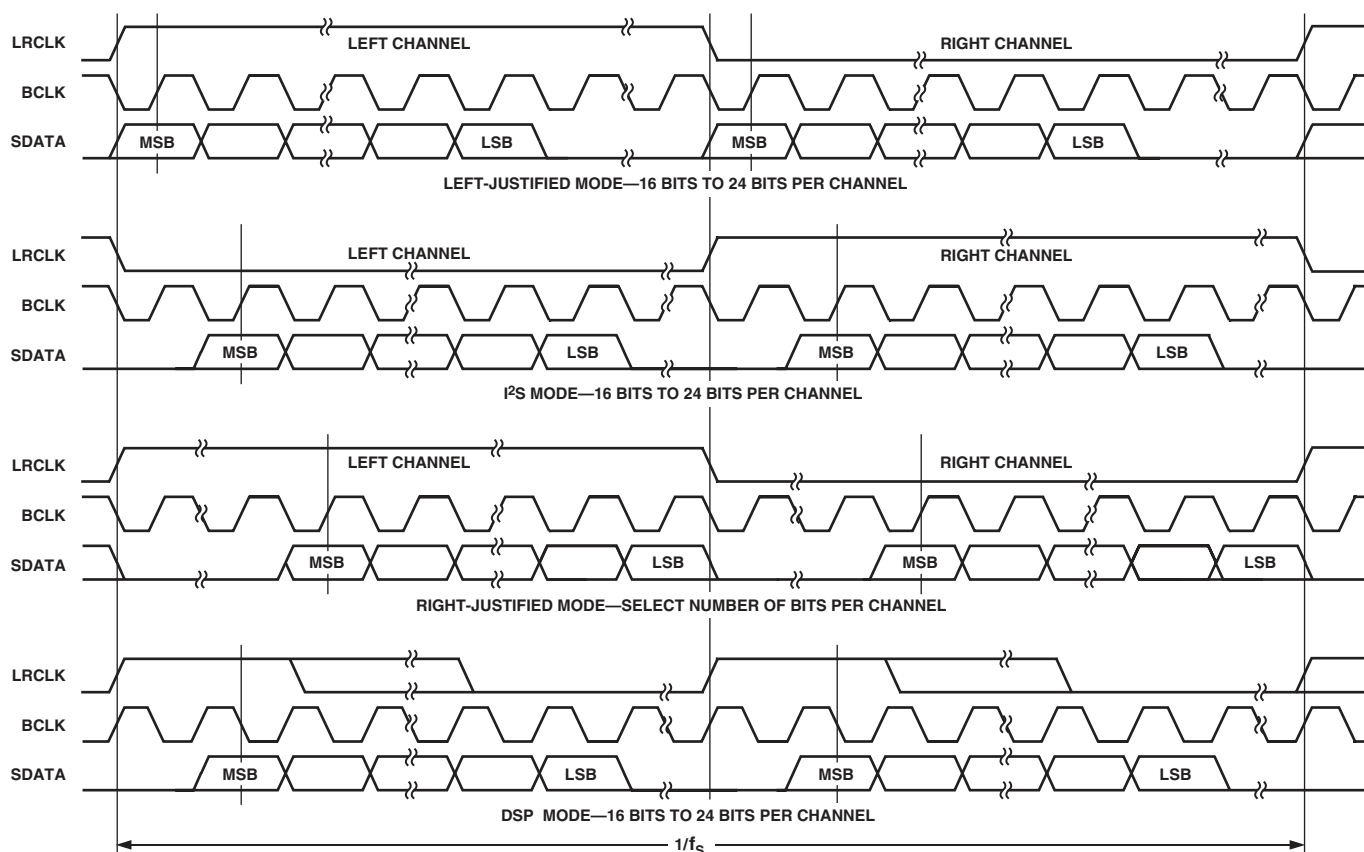 LRCLK LEFT CHANNEL RIGHT CHANNEL
BCLK
SDATA MSB LSB MSB LSB
LEFT-JUSTIFIED MODE—16 BITS TO 24 BITS PER CHANNEL
LRCLK LEFT CHANNEL RIGHT CHANNEL
BCLK
SDATA MSB LSB MSB LSB
I²S MODE—16 BITS TO 24 BITS PER CHANNEL
LRCLK LEFT CHANNEL RIGHT CHANNEL
BCLK
SDATA MSB LSB MSB LSB
RIGHT-JUSTIFIED MODE—SELECT NUMBER OF BITS PER CHANNEL
LRCLK
BCLK
SDATA MSB LSB MSB LSB
DSP MODE—16 BITS TO 24 BITS PER CHANNEL
1/fS